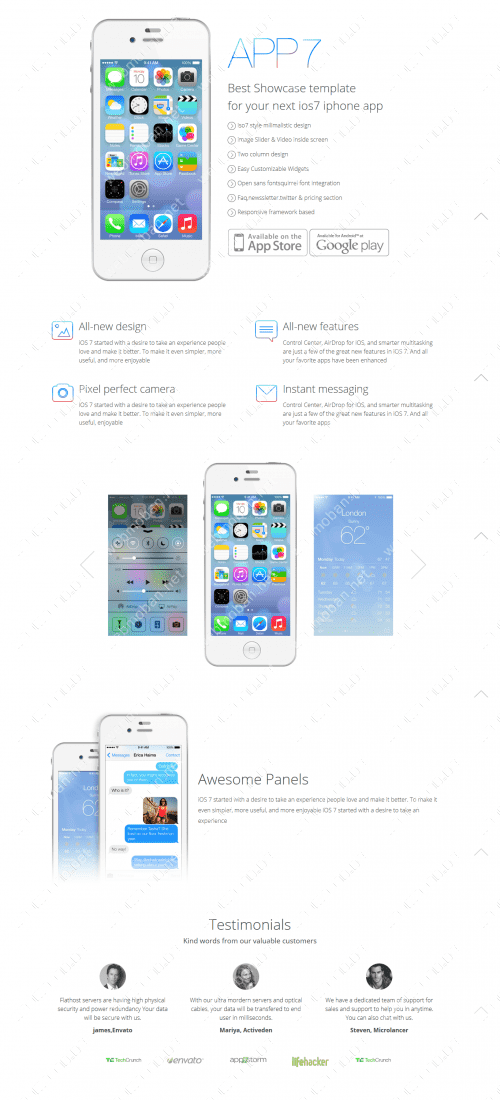 APP 7
Best Showcase template
for your next ios7 iphone app
Iso7 style milimalistic design
Image Slider & Video inside screen
Two column design
Easy Customizable Widgets
Open sans fontsquirrel font integration
Faq,newssletter,twitter & pricing section
Responsive framework based
Available on the
App Store
Available for Android™ at
Google play
All-new design
iOS 7 started with a desire to take an experience people
love and make it better. To make it even simpler, more
useful, and more enjoyable
All-new features
Control Center, AirDrop for iOS, and smarter multitasking
are just a few of the great new features in iOS 7. And all
your favorite apps have been enhanced
Pixel perfect camera
iOS 7 started with a desire to take an experience people
love and make it better. To make it even simpler, more
useful, enjoyable
Instant messaging
Control Center, AirDrop for iOS, and smarter multitasking
are just a few of the great new features in iOS 7. And all
your favorite apps
London
62°
Messages Erica Harms Contact
Who is it?
No way!
Awesome Panels
iOS 7 started with a desire to take an experience people love and make it better. To make it
even simpler, more useful, and more enjoyable iOS 7 started with a desire to take an
experience
Testimonials
Kind words from our valuable customers
Flathost servers are having high physical
security and power redundancy Your data
will be secure with us.
james,Envato
With our ultra mordern servers and optical
cables, your data will be transfered to end
user in milliseconds.
Mariya, Activeden
We have a dedicated team of support for
sales and support to help you in anytime.
You can also chat with us.
Steven, Microlancer
TechCrunch
envato
appstorm
lifehacker
TechCrunch